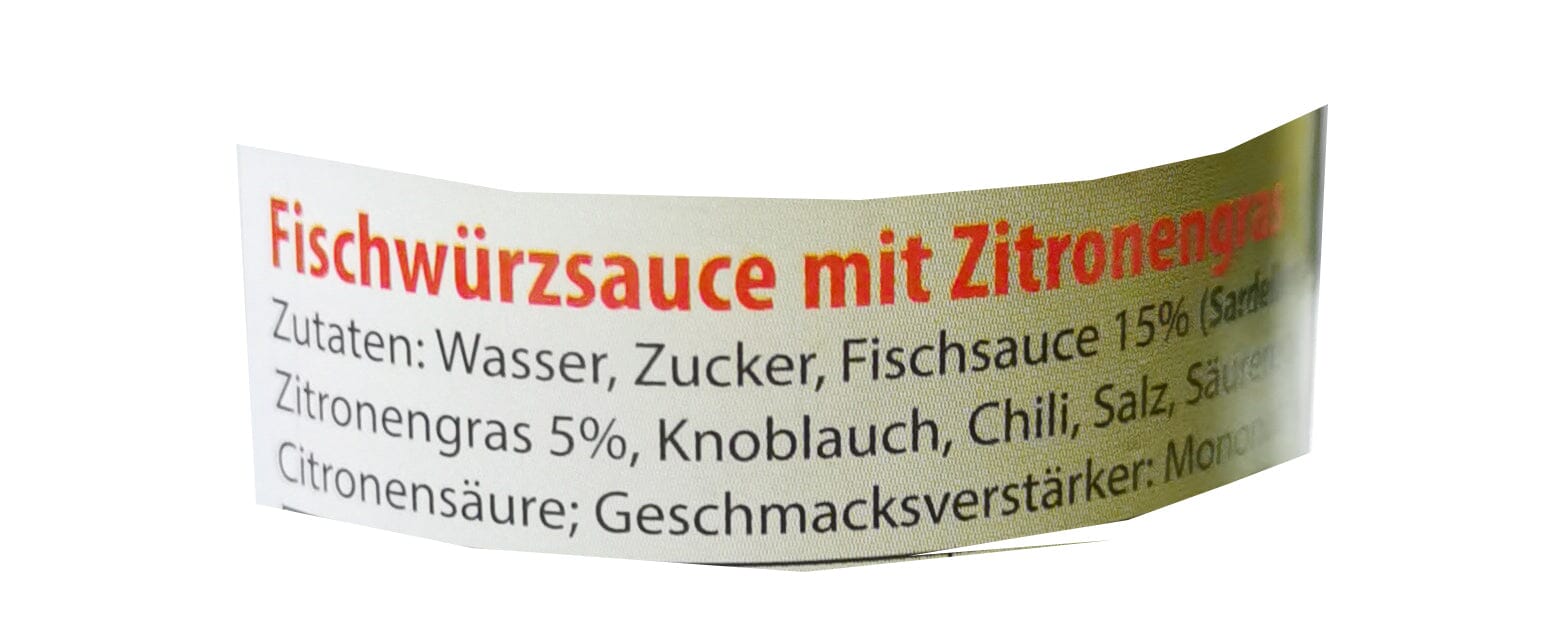 Fischwürzsauce mit Zitronengras
Zutaten: Wasser, Zucker, Fischsauce 15%
Zitronengras 5%, Knoblauch, Chili, Salz,
Citronensäure; Geschmacksverstärker: